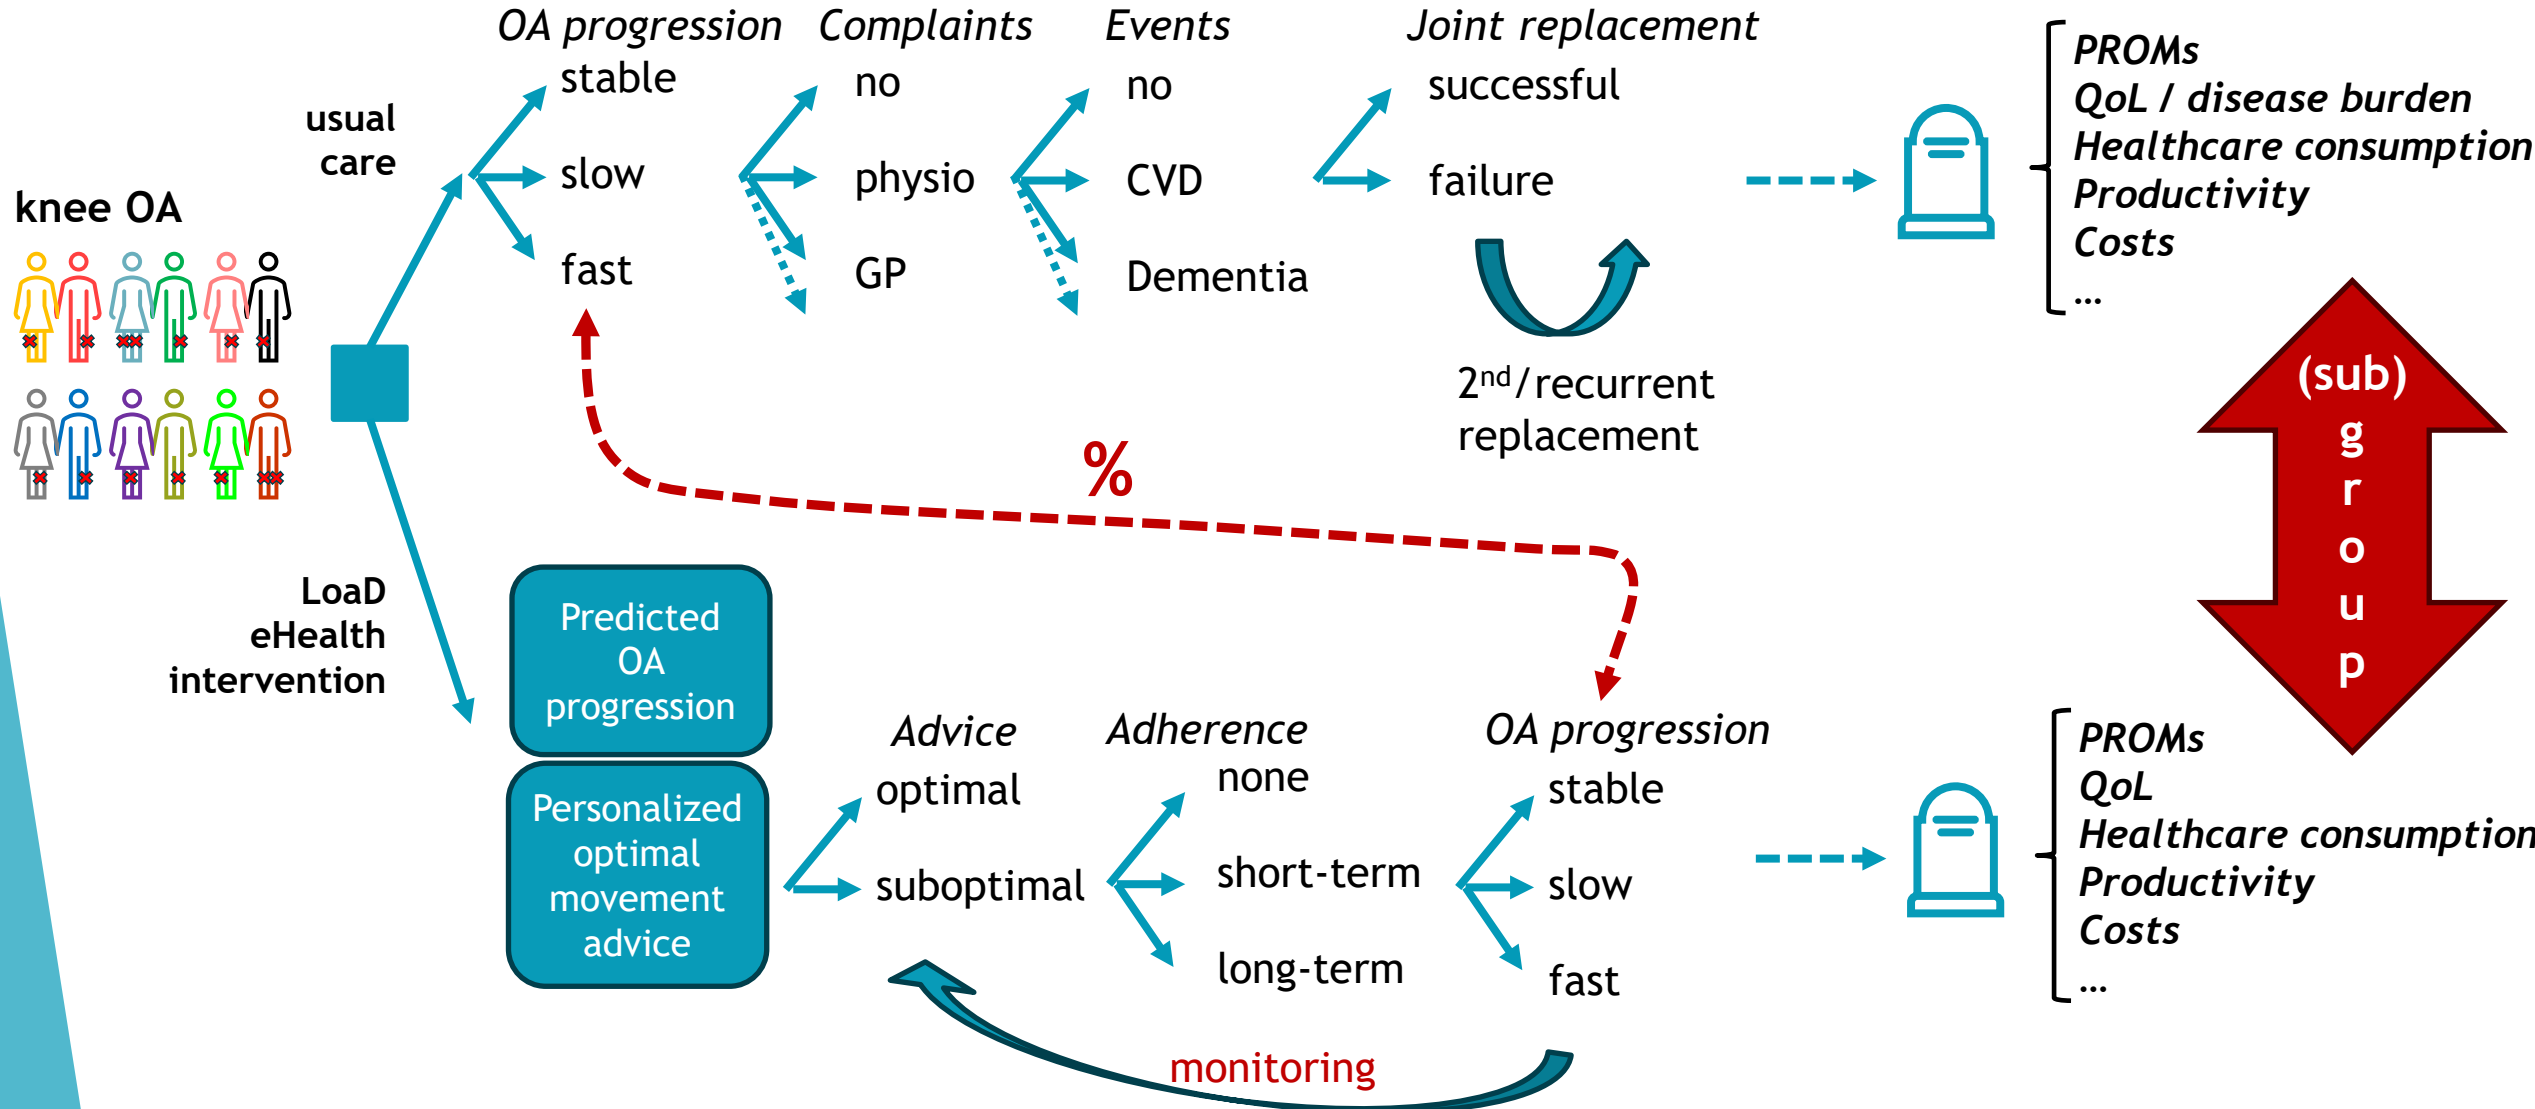 OA progression
Complaints
Events
Joint replacement
stable
no
no
successful
usual
care
slow
physio
CVD
failure
fast
GP
Dementia
2nd/recurrent
replacement
PROMs
QoL / disease burden
Healthcare consumption
Productivity
Costs
...
knee OA
%
(sub)
g
r
o
u
p
LoaD
eHealth
intervention
Predicted
OA
progression
Personalized
optimal
movement
advice
Advice
Adherence
OA progression
optimal
none
stable
suboptimal
short-term
slow
long-term
fast
monitoring
PROMs
QoL
Healthcare consumption
Productivity
Costs
...